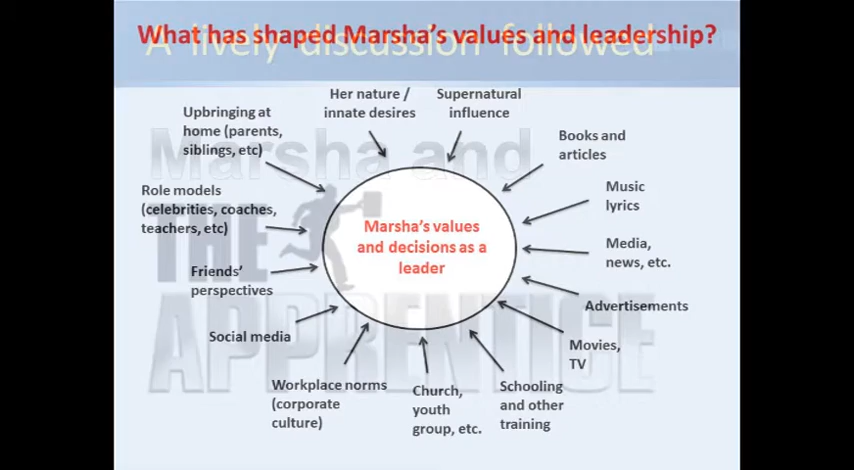 What has shaped Marsha's values and leadership?
A lively discussion followed
Her nature /
innate desires
Supernatural
influence
Upbringing at
home (parents,
siblings, etc)
Books and
articles
Marsha and
Role models
(celebrities, coaches,
teachers, etc)
Music
lyrics
Marsha's values
and decisions as a
leader
THE
Media,
news, etc.
Friends'
perspectives
Advertisements
APPRENTICE
Social media
Movies,
TV
Workplace norms
(corporate
culture)
Church,
youth
group, etc.
Schooling
and other
training